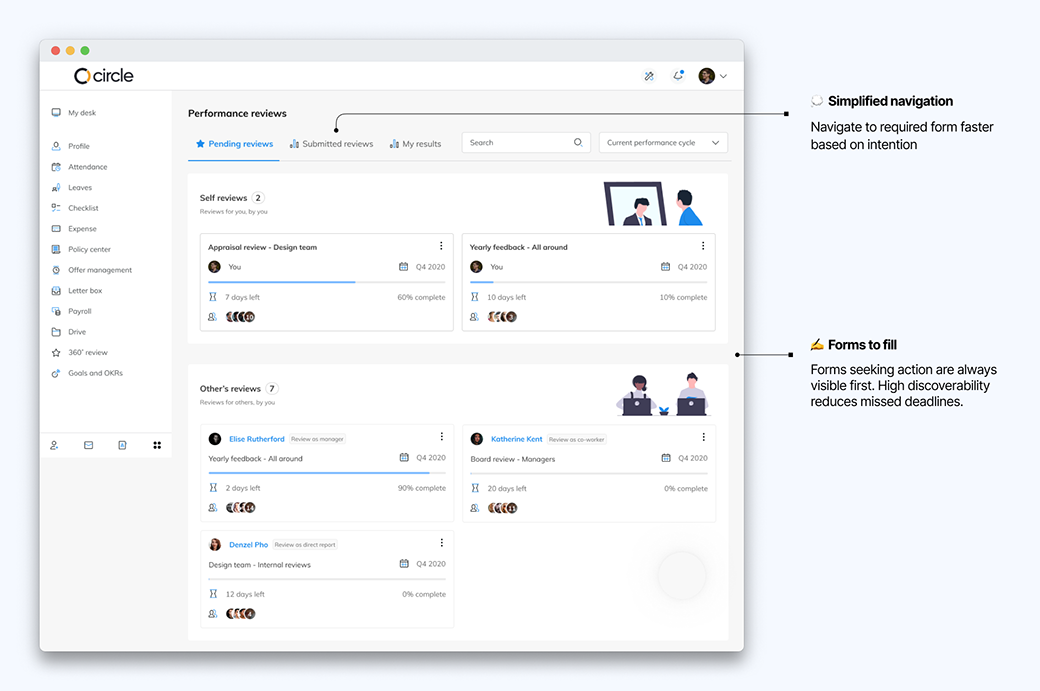 circle
My desk
Profile
Attendance
Leaves
Checklist
Expense
Policy center
Offer management
Letter box
Payroll
Drive
360° review
Goals and OKRs
Performance reviews
Pending reviews
Submitted reviews
My results
Search
Current performance cycle
Self reviews 2
Reviews for you, by you
Appraisal review - Design team
You
Q4 2020
7 days left
60% complete
Yearly feedback - All around
You
Q4 2020
10 days left
10% complete
Other's reviews 7
Reviews for others, by you
Elise Rutherford Review as manager
Yearly feedback - All around
Q4 2020
2 days left
90% complete
Katherine Kent Review as co-worker
Board review - Managers
Q4 2020
20 days left
0% complete
Denzel Pho Review as direct report
Design team - Internal reviews
Q4 2020
12 days left
0% complete
💭 Simplified navigation
Navigate to required form faster
based on intention
✍️ Forms to fill
Forms seeking action are always
visible first. High discoverability
reduces missed deadlines.